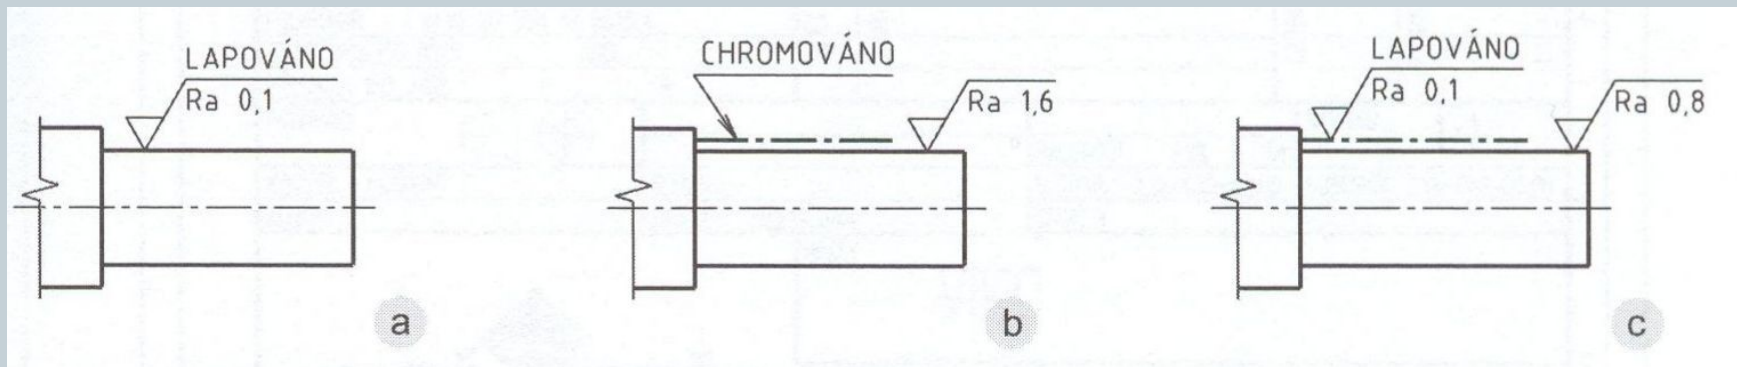 LAPOVÁNO
Ra 0,1
a
CHROMOVÁNO
Ra 1,6
b
LAPOVÁNO
Ra 0,1
Ra 0,8
c